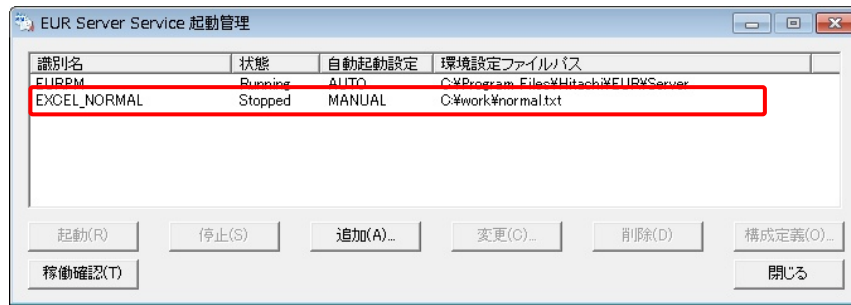 EUR Server Service 起動管理
識別名 状態 自動起動設定 環境設定ファイルパス
EURPM Running AUTO C:¥Program Files¥Hitachi¥EUR¥Server
EXCEL_NORMAL Stopped MANUAL C:¥work¥normal.txt
起動(R) 停止(S) 追加(A)... 変更(C)... 削除(D) 構成定義(O)...
稼働確認(T) 閉じる